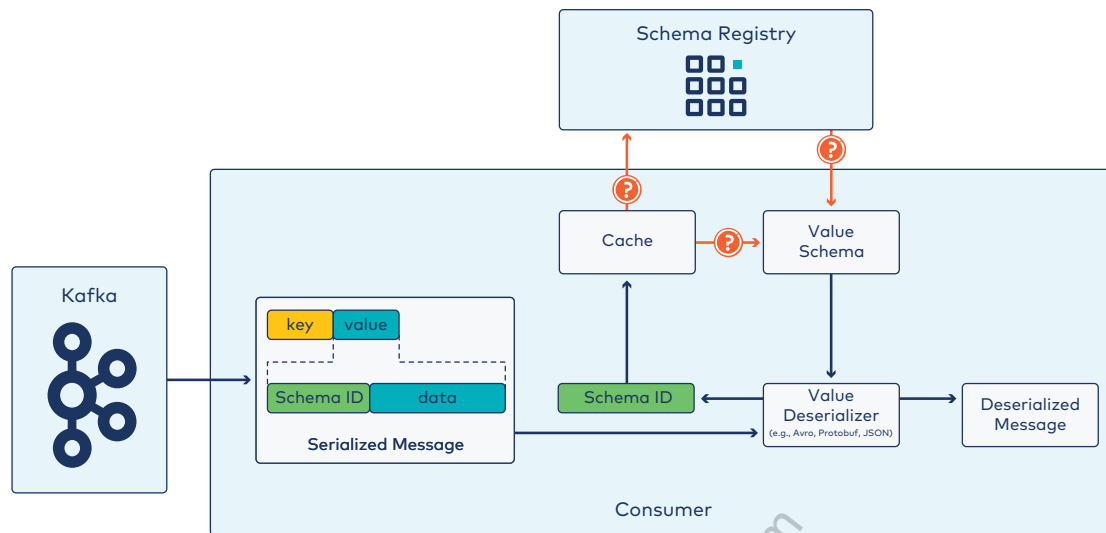 Schema Registry
?
?
Cache
?
Value
Schema
Kafka
key
value
Schema ID
data
Serialized Message
Schema ID
Value
Deserializer
(e.g., Avro, Protobuf, JSON)
Deserialized
Message
Consumer